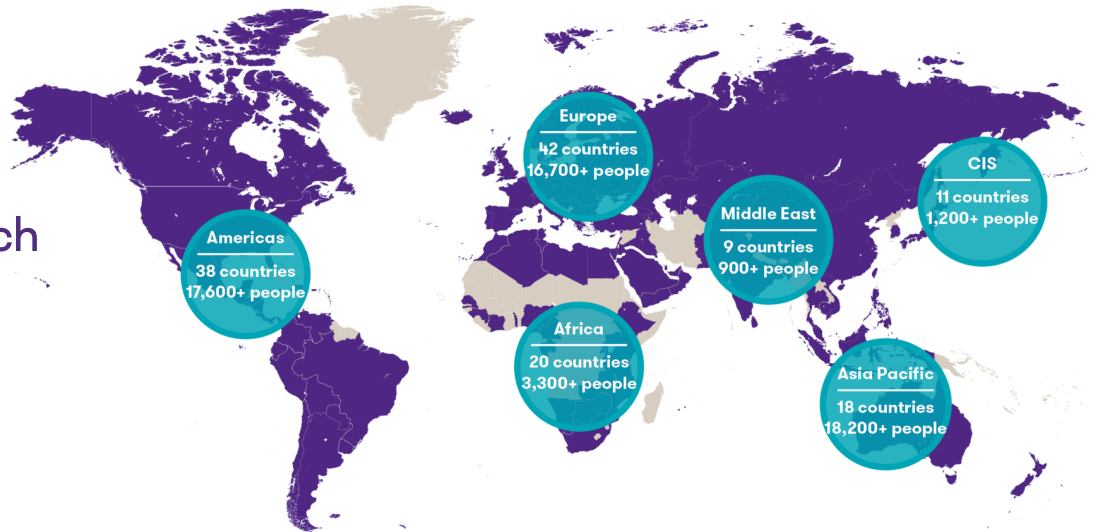 ch
Americas
38 countries
17,600+ people
Europe
42 countries
16,700+ people
Africa
20 countries
3,300+ people
Middle East
9 countries
900+ people
CIS
11 countries
1,200+ people
Asia Pacific
18 countries
18,200+ people